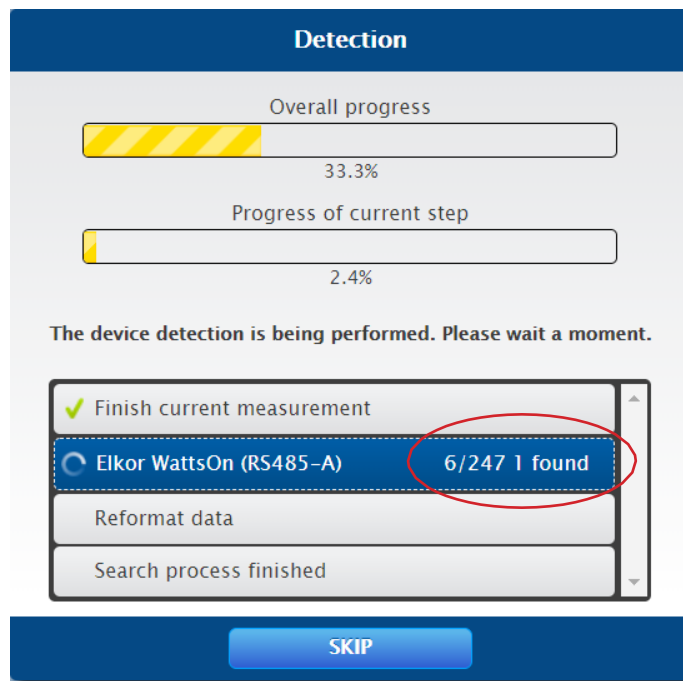 Detection
Overall progress
33.3%
Progress of current step
2.4%
The device detection is being performed. Please wait a moment.
Finish current measurement
Elkor WattsOn (RS485-A) 6/247 1 found
Reformat data
Search process finished
SKIP